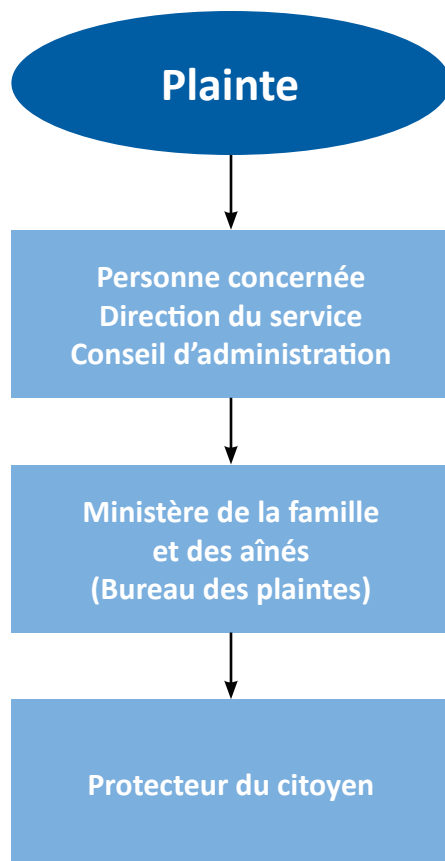 Plainte
Personne concernée
Direction du service
Conseil d'administration
Ministère de la famille
et des aînés
(Bureau des plaintes)
Protecteur du citoyen